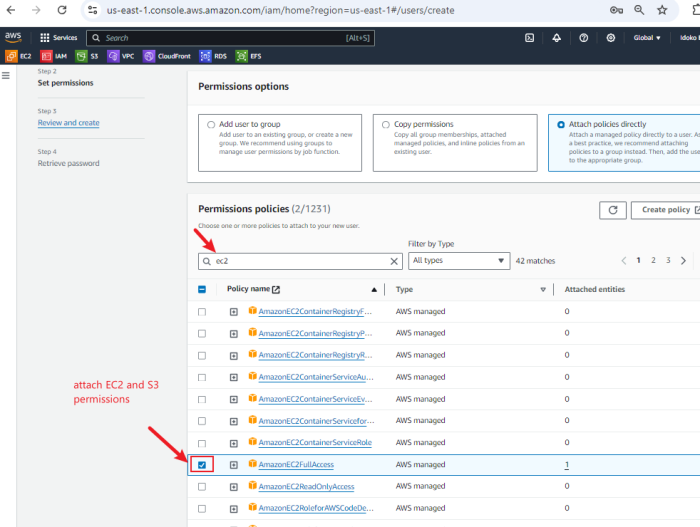 us-east-1.console.aws.amazon.com/iam/home?region=us-east-1#/users/create
aws
Services
Search
[Alt+S]
Global
Idoko
EC2
IAM
S3
VPC
CloudFront
RDS
EFS
Step 2
Set permissions
Step 3
Review and create
Step 4
Retrieve password
Permissions options
Add user to group
Add user to an existing group, or create a new
group. We recommend using groups to
manage user permissions by job function.
Copy permissions
Copy all group memberships, attached
managed policies, and inline policies from an
existing user.
Attach policies directly
Attach a managed policy directly to a user. As
a best practice, we recommend attaching
policies to a group instead. Then, add the use
to the appropriate group.
Permissions policies (2/1231)
Choose one or more policies to attach to your new user.
Create policy
Filter by Type
ec2
All types
42 matches
1 2 3
Policy name
Type
Attached entities
AmazonEC2ContainerRegistryF... AWS managed 0
AmazonEC2ContainerRegistryP... AWS managed 0
AmazonEC2ContainerRegistryR... AWS managed 0
AmazonEC2ContainerServiceAu... AWS managed 0
AmazonEC2ContainerServiceEv... AWS managed 0
AmazonEC2ContainerServicefor... AWS managed 0
AmazonEC2ContainerServiceRole AWS managed 0
AmazonEC2FullAccess AWS managed 1
AmazonEC2ReadOnlyAccess AWS managed 0
AmazonEC2RoleforAWSCodeDe... AWS managed 0
attach EC2 and S3
permissions